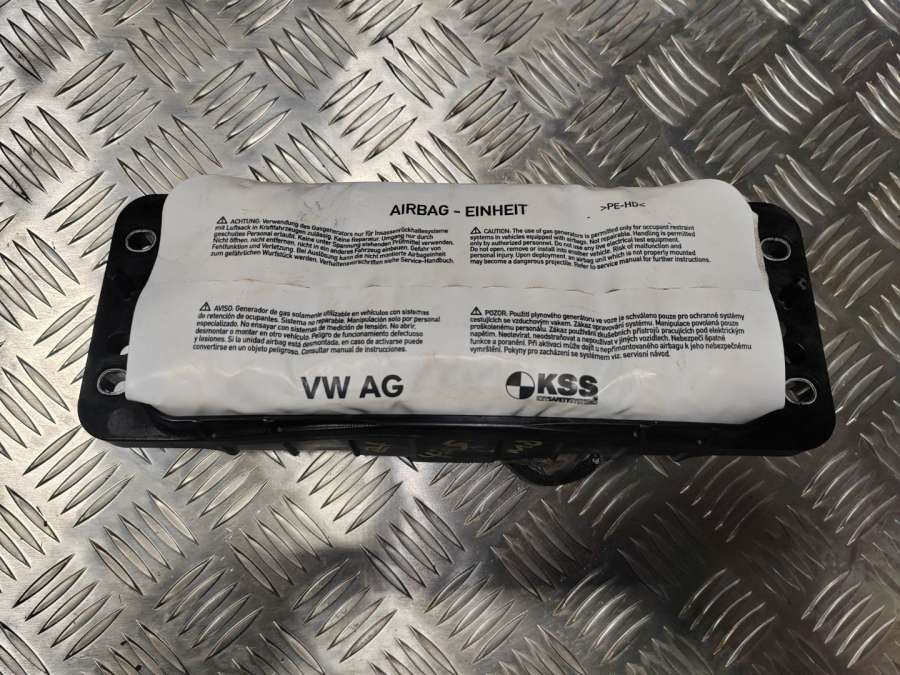 AIRBAG - EINHEIT
>PE-HD<
⚠ ACHTUNG: Verwendung des Gasgenerators nur für Insassenrückhaltesysteme
mit Luftsack in Kraftfahrzeugen zulässig. Keine Reparatur. Umgang nur durch
geschultes Personal erlaubt. Keine unter Spannung stehenden Prüfmittel verwenden.
Nicht öffnen, nicht entfernen, nicht in ein anderes Fahrzeug einbauen. Gefahr von
Fehlfunktion und Verletzung. Bei Auslösung kann die nicht montierte Airbageinheit
zum gefährlichen Wurfstück werden. Verhaltensvorschriften siehe Service-Handbuch.
⚠ CAUTION. The use of gas generators is permitted only for occupant restraint
systems in vehicles equipped with airbags. Not repairable. Handling is permitted
only by authorised personnel. Do not use any live electrical test equipment.
Do not open, remove or install in another vehicle. Risk of malfunction and
personal injury. Upon deployment, an airbag unit which is not properly mounted
may become a dangerous projectile. Refer to service manual for further instructions.
⚠ AVISO: Generador de gas solamente utilizable en vehículos con sistemas
de retención de ocupantes. Sistema no reparable. Manipulación solo por personal
especializado. No ensayar con sistemas de medición de tensión. No abrir,
desmontar o montar en otro vehículo. Peligro de funcionamiento defectuoso
y lesiones. Si la unidad airbag está desmontada, en caso de activarse puede
convertirse en un objeto peligroso. Consultar manual de instrucciones.
⚠ POZOR. Použití plynového generátoru ve voze je schváleno pouze pro ochranné systémy
cestujících se vzduchovým vakem. Zákaz opravování systému. Manipulace povolená pouze
proškolenému personálu. Zákaz používání zkušebních přístrojů pracujících pod elektrickým
napětím. Neotevírat, neodstraňovat a nepoužívat v jiných vozidlech. Nebezpečí špatné
funkce a poranění. Při aktivaci může dojít u nepřimontovaného airbagu k jeho nebezpečnému
vymrštění. Pokyny pro zacházení se systémem viz. servisní návod.
VW AG
KSS
KEY SAFETY SYSTEMS